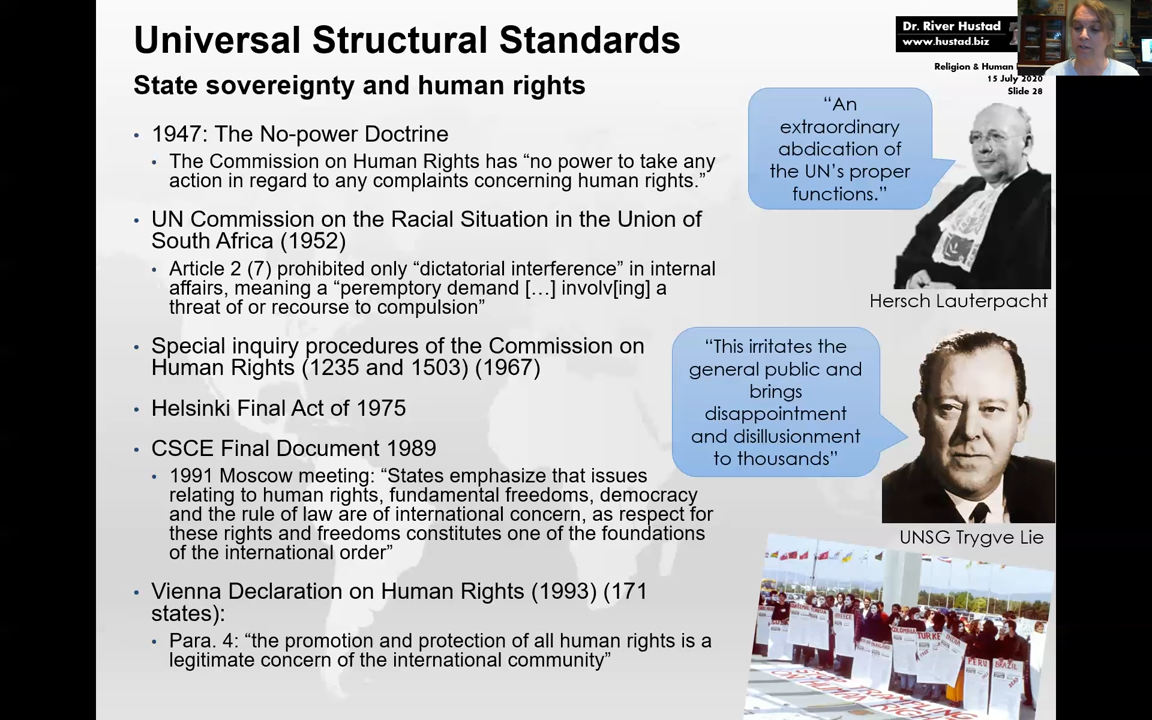 Universal Structural Standards
State sovereignty and human rights
Dr. River Hustad
www.hustad.biz
Religion & Human
15 July 2020
Slide 28
• 1947: The No-power Doctrine
• The Commission on Human Rights has “no power to take any
action in regard to any complaints concerning human rights.”
• UN Commission on the Racial Situation in the Union of
South Africa (1952)
• Article 2 (7) prohibited only “dictatorial interference” in internal
affairs, meaning a “peremptory demand […] involv[ing] a
threat of or recourse to compulsion”
• Special inquiry procedures of the Commission on
Human Rights (1235 and 1503) (1967)
• Helsinki Final Act of 1975
• CSCE Final Document 1989
• 1991 Moscow meeting: “States emphasize that issues
relating to human rights, fundamental freedoms, democracy
and the rule of law are of international concern, as respect for
these rights and freedoms constitutes one of the foundations
of the international order”
• Vienna Declaration on Human Rights (1993) (171
states):
• Para. 4: “the promotion and protection of all human rights is a
legitimate concern of the international community”
“An
extraordinary
abdication of
the UN’s proper
functions.”
Hersch Lauterpacht
“This irritates the
general public and
brings
disappointment
and disillusionment
to thousands”
UNSG Trygve Lie
COLOMBIA
PERU
BRAZIL